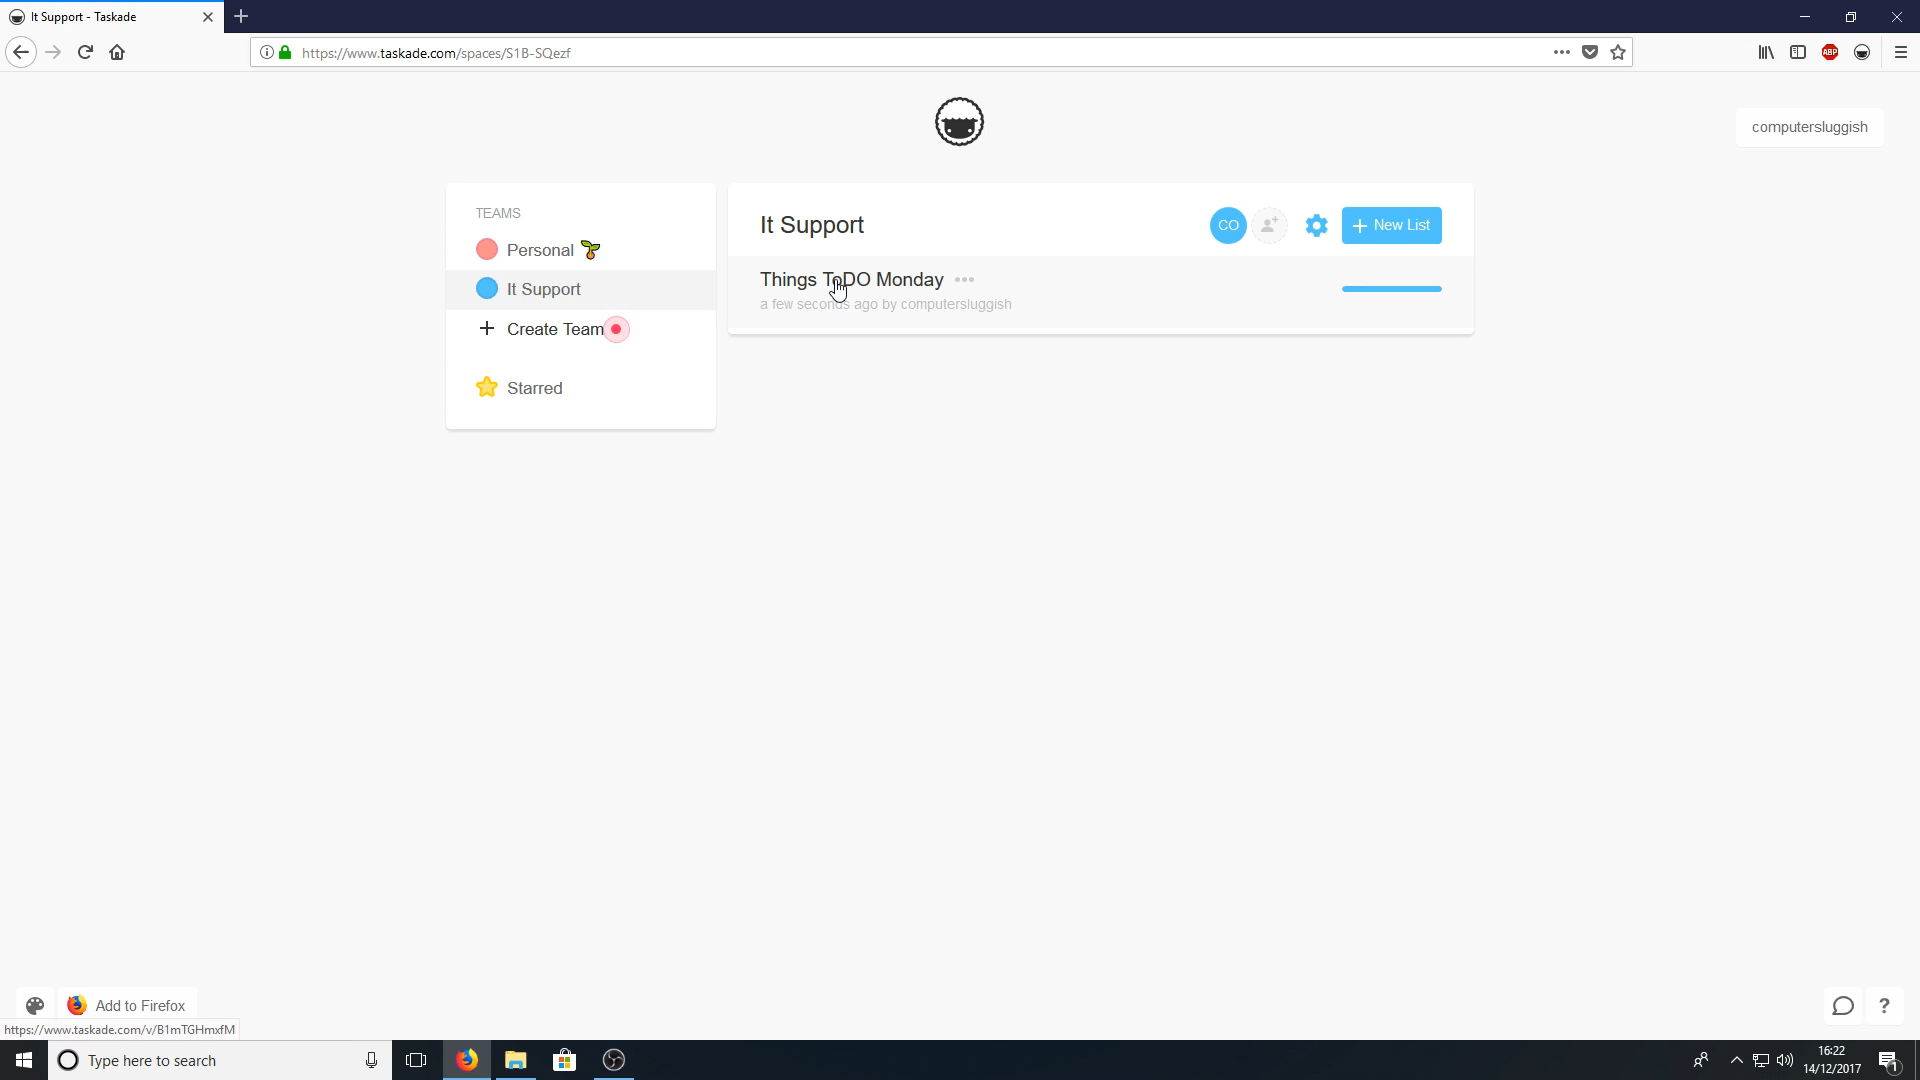 It Support - Taskade
https://www.taskade.com/spaces/S1B-SQezf
ABP
computersluggish
TEAMS
Personal
It Support
Create Team
Starred
It Support
CO
New List
Things ToDO Monday
a few seconds ago by computersluggish
Add to Firefox
?
https://www.taskade.com/v/B1mTGHmxfM
Type here to search
16:22
14/12/2017
1